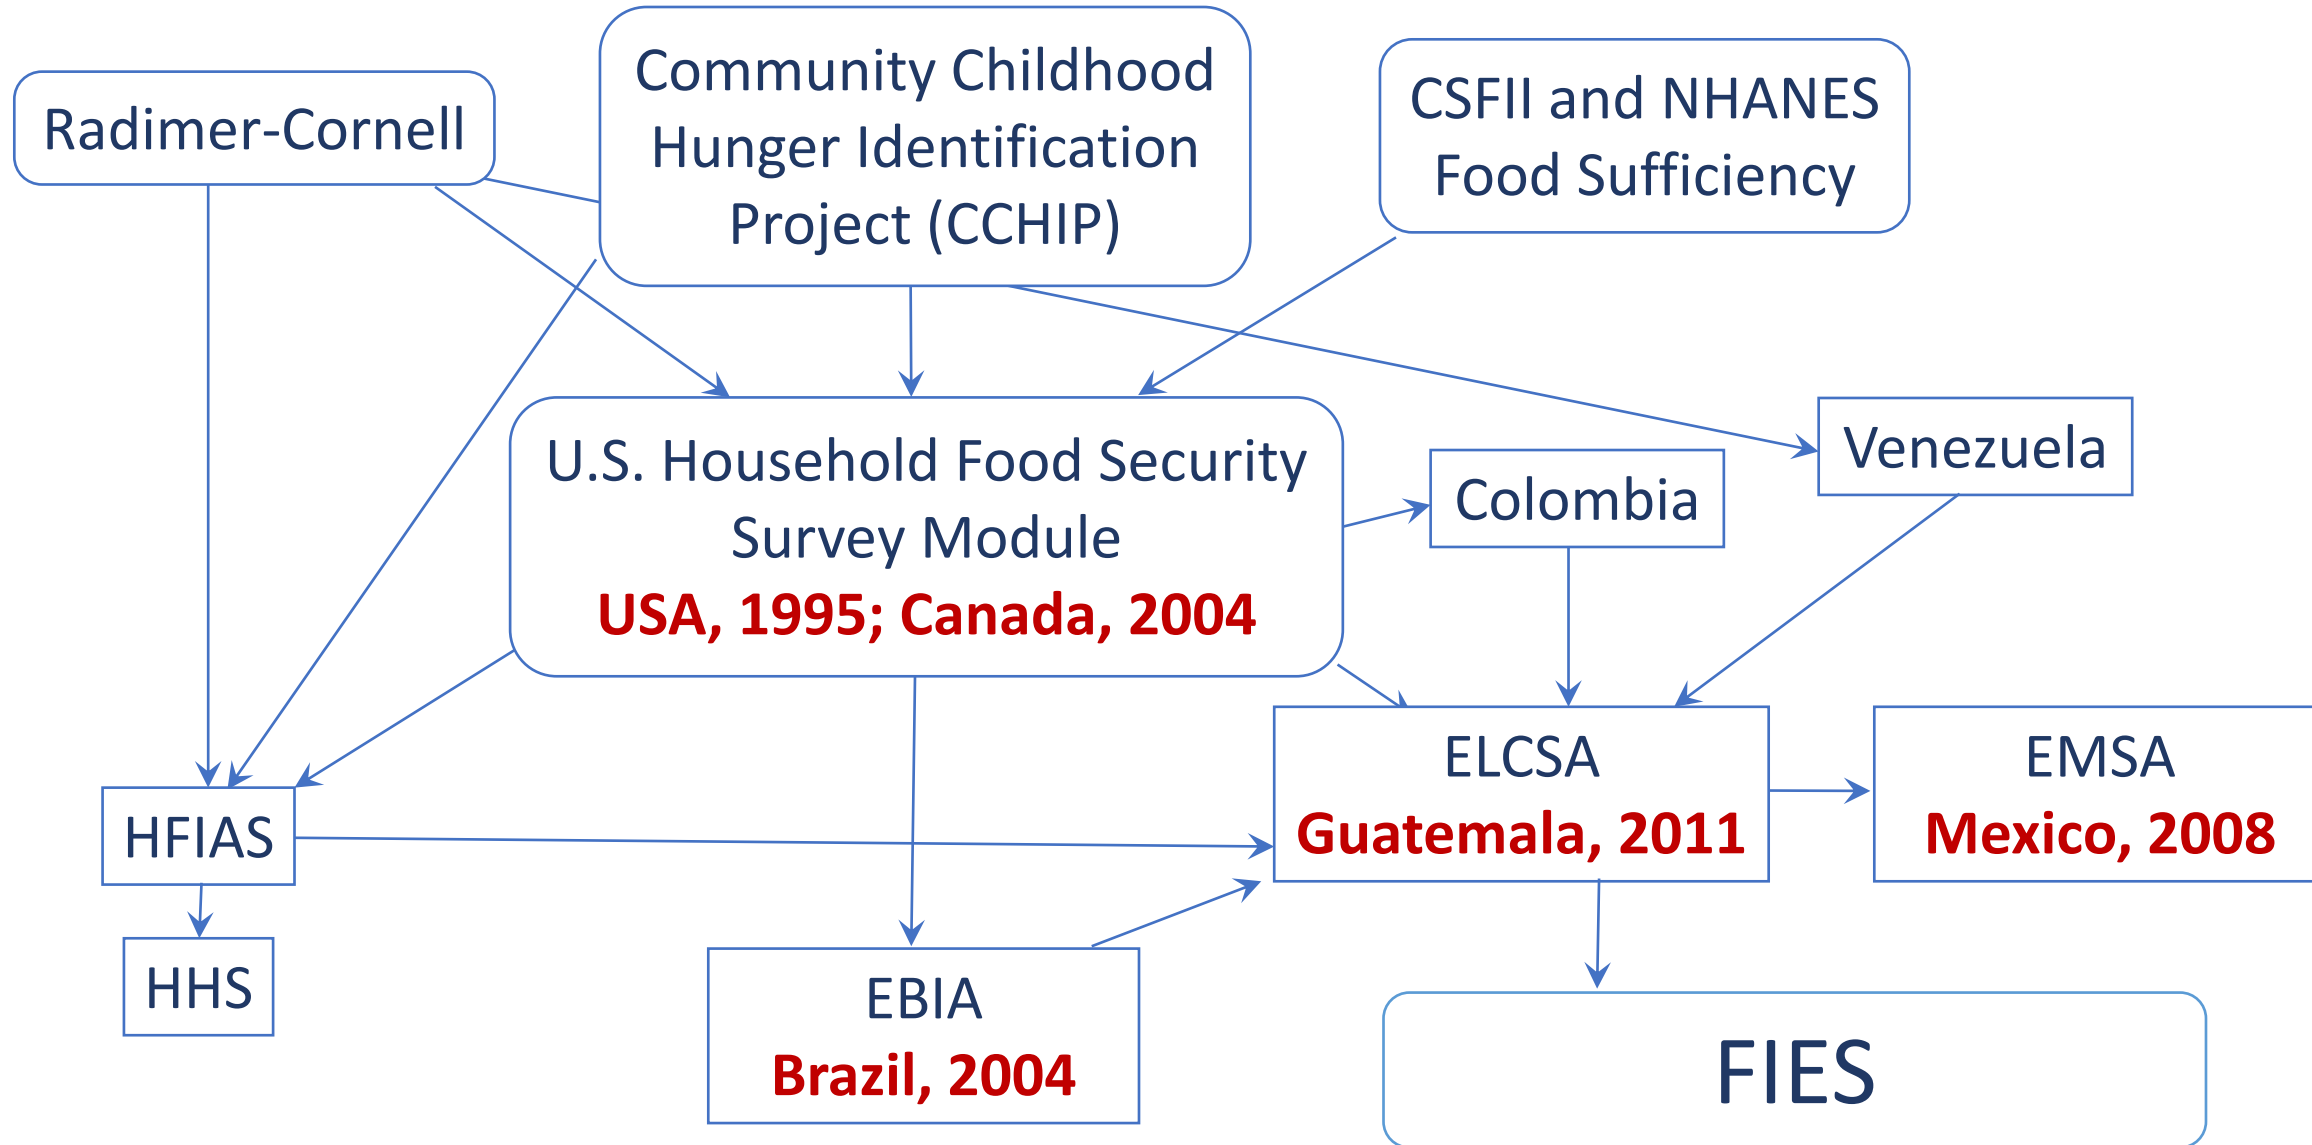 Radimer-Cornell
Community Childhood
Hunger Identification
Project (CCHIP)
CSFII and NHANES
Food Sufficiency
U.S. Household Food Security
Survey Module
USA, 1995; Canada, 2004
Colombia
Venezuela
HFIAS
HHS
EBIA
Brazil, 2004
ELCSA
Guatemala, 2011
EMSA
Mexico, 2008
FIES